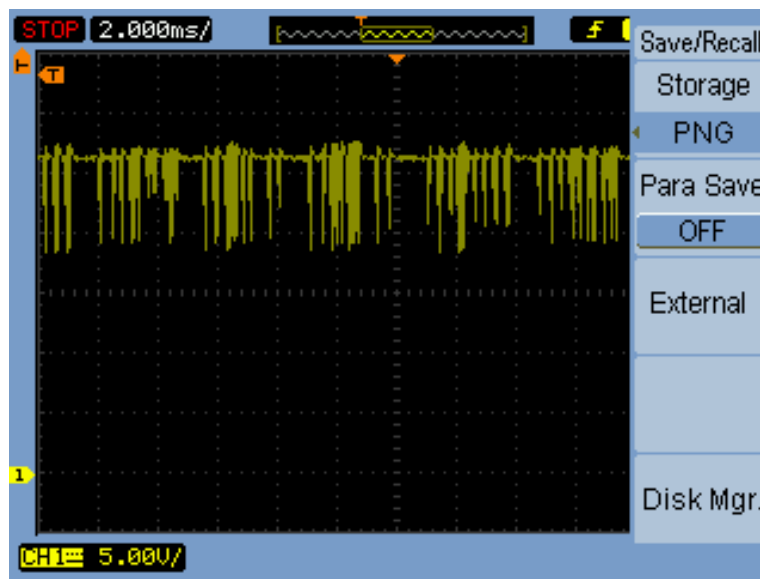 STOP 2.000ms/
Save/Recall
T
T
Storage
PNG
Para Save
OFF
External
1
Disk Mgr.
CH1 5.00V/